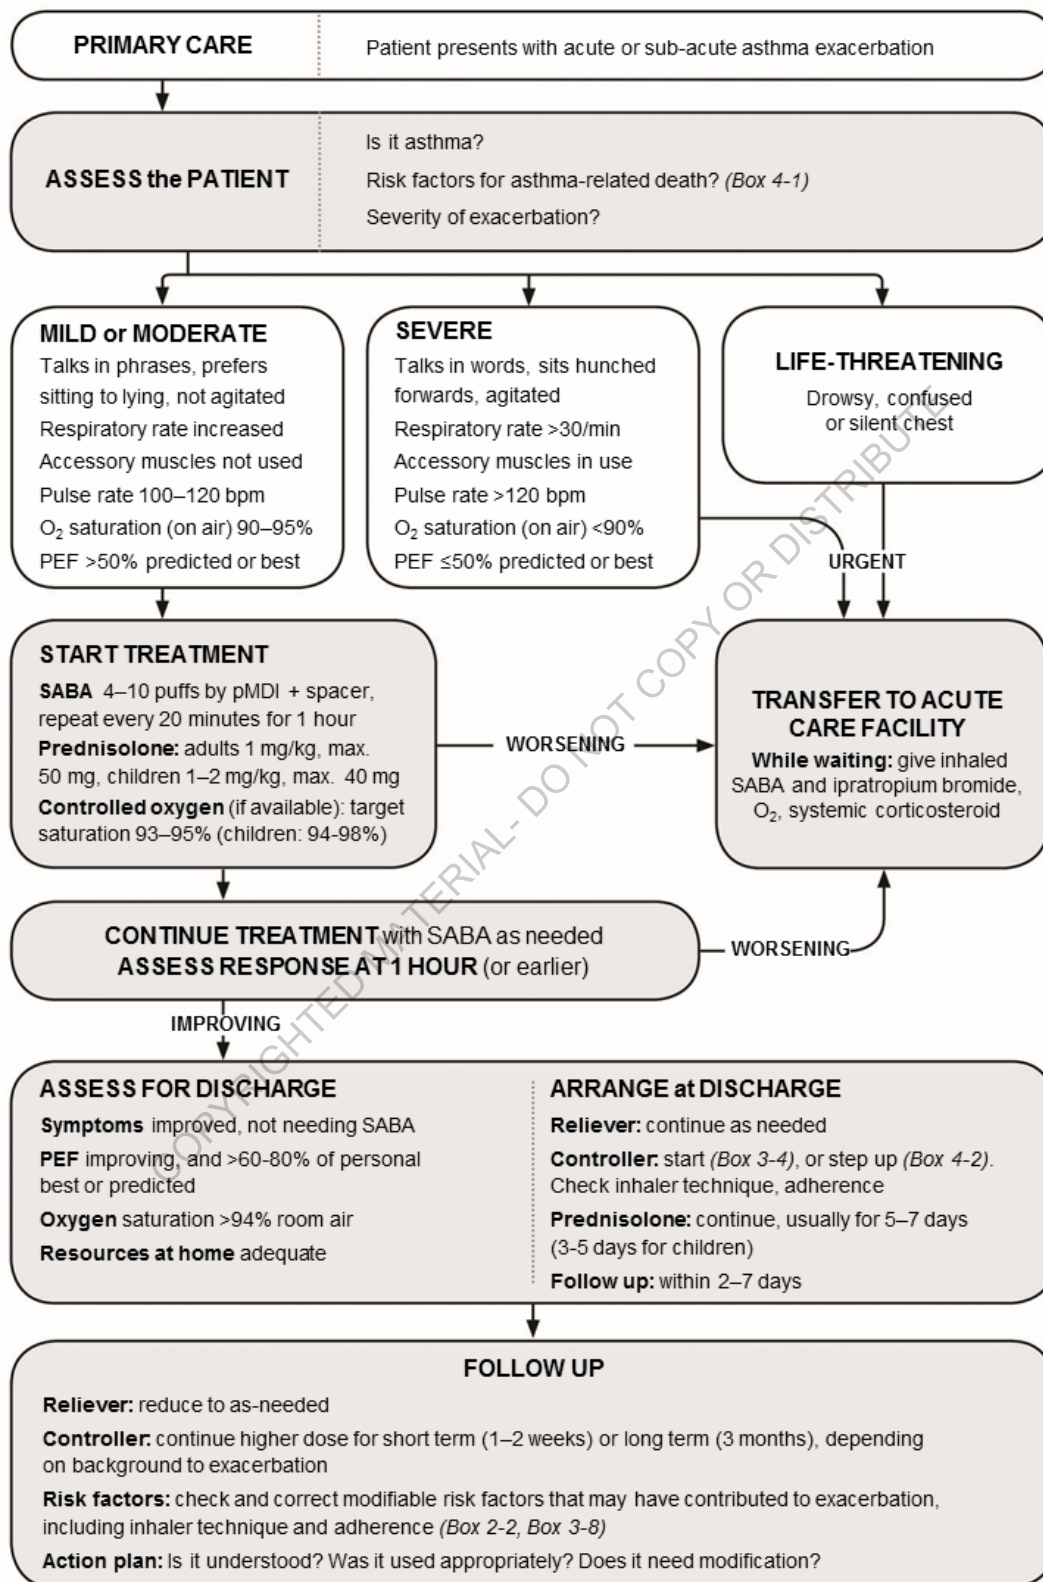 PRIMARY CARE
Patient presents with acute or sub-acute asthma exacerbation
ASSESS the PATIENT
Is it asthma?
Risk factors for asthma-related death? (Box 4-1)
Severity of exacerbation?
MILD or MODERATE
Talks in phrases, prefers
sitting to lying, not agitated
Respiratory rate increased
Accessory muscles not used
Pulse rate 100–120 bpm
O₂ saturation (on air) 90–95%
PEF >50% predicted or best
SEVERE
Talks in words, sits hunched
forwards, agitated
Respiratory rate >30/min
Accessory muscles in use
Pulse rate >120 bpm
O₂ saturation (on air) <90%
PEF ≤50% predicted or best
LIFE-THREATENING
Drowsy, confused
or silent chest
URGENT
START TREATMENT
SABA 4–10 puffs by pMDI + spacer,
repeat every 20 minutes for 1 hour
Prednisolone: adults 1 mg/kg, max.
50 mg, children 1–2 mg/kg, max. 40 mg
Controlled oxygen (if available): target
saturation 93–95% (children: 94-98%)
WORSENING
TRANSFER TO ACUTE
CARE FACILITY
While waiting: give inhaled
SABA and ipratropium bromide,
O₂, systemic corticosteroid
CONTINUE TREATMENT with SABA as needed
ASSESS RESPONSE AT 1 HOUR (or earlier)
WORSENING
IMPROVING
ASSESS FOR DISCHARGE
Symptoms improved, not needing SABA
PEF improving, and >60-80% of personal
best or predicted
Oxygen saturation >94% room air
Resources at home adequate
ARRANGE at DISCHARGE
Reliever: continue as needed
Controller: start (Box 3-4), or step up (Box 4-2).
Check inhaler technique, adherence
Prednisolone: continue, usually for 5–7 days
(3-5 days for children)
Follow up: within 2–7 days
FOLLOW UP
Reliever: reduce to as-needed
Controller: continue higher dose for short term (1–2 weeks) or long term (3 months), depending
on background to exacerbation
Risk factors: check and correct modifiable risk factors that may have contributed to exacerbation,
including inhaler technique and adherence (Box 2-2, Box 3-8)
Action plan: Is it understood? Was it used appropriately? Does it need modification?
COPYRIGHTED MATERIAL- DO NOT COPY OR DISTRIBUTE